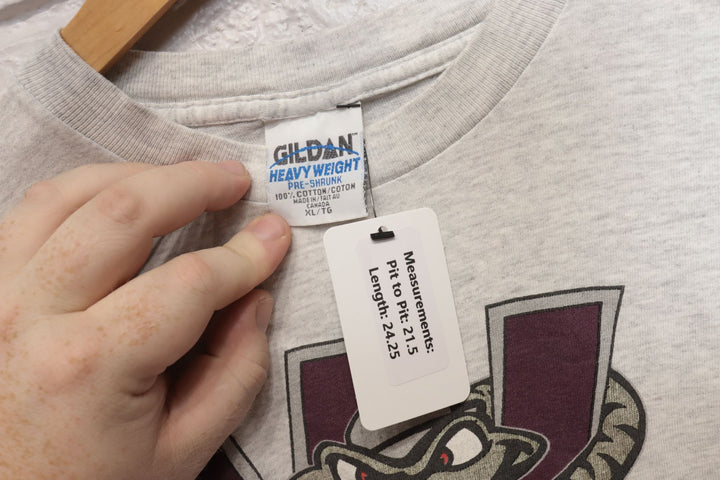 GILDAN™
HEAVY WEIGHT
PRE-SHRUNK
100% COTTON/COTON
MADE IN/FAIT AU
CANADA
XL/TG
Measurements:
Pit to Pit: 21.5
Length: 24.25